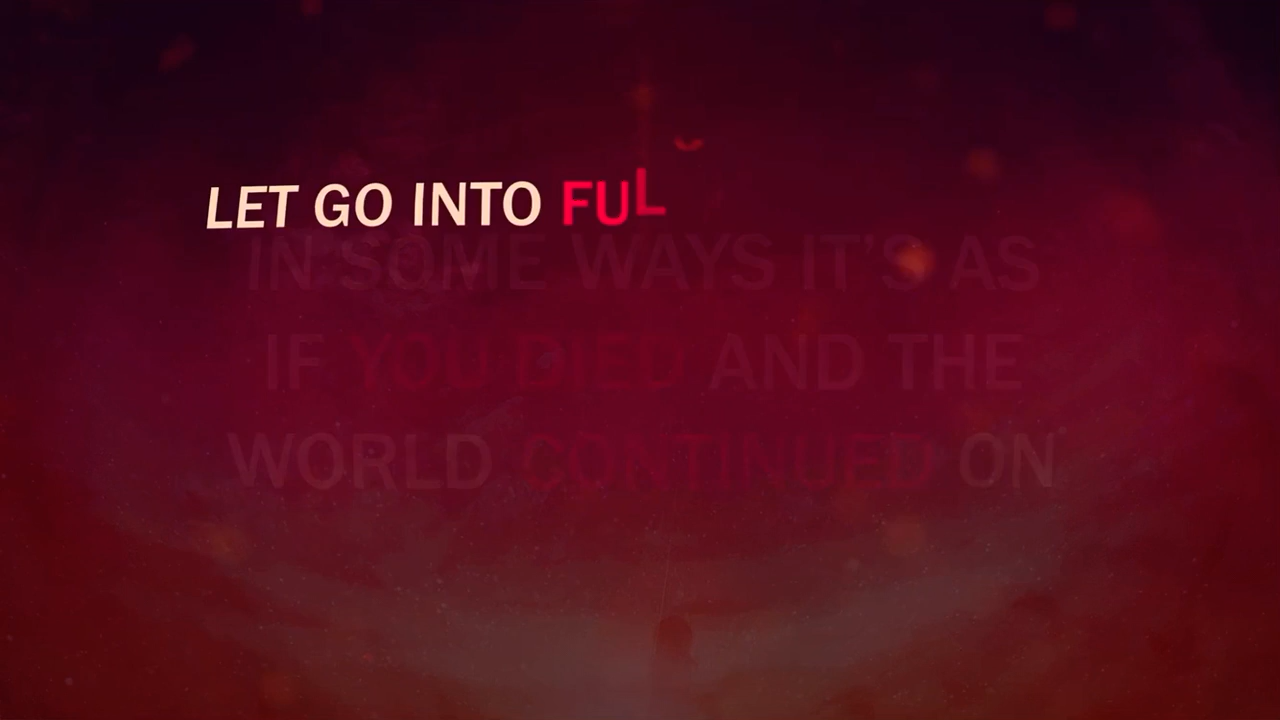 LET GO INTO FUL
IN SOME WAYS IT'S AS
IF YOU DIED AND THE
WORLD CONTINUED ON